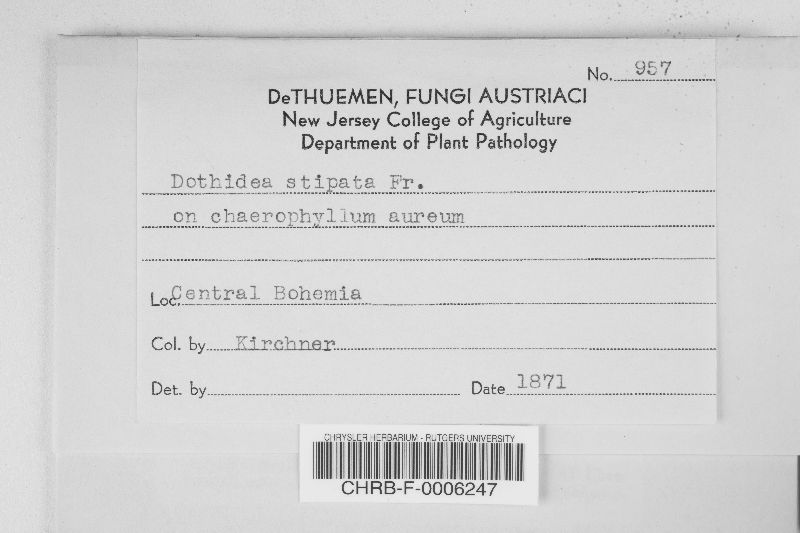 No. 957
DeTHUEMEN, FUNGI AUSTRIACI
New Jersey College of Agriculture
Department of Plant Pathology
Dothidea stipata Fr.
on chaerophyllum aureum
Loc. Central Bohemia
Col. by Kirchner
Det. by
Date 1871
CHRYSLER HERBARIUM - RUTGERS UNIVERSITY
CHRB-F-0006247